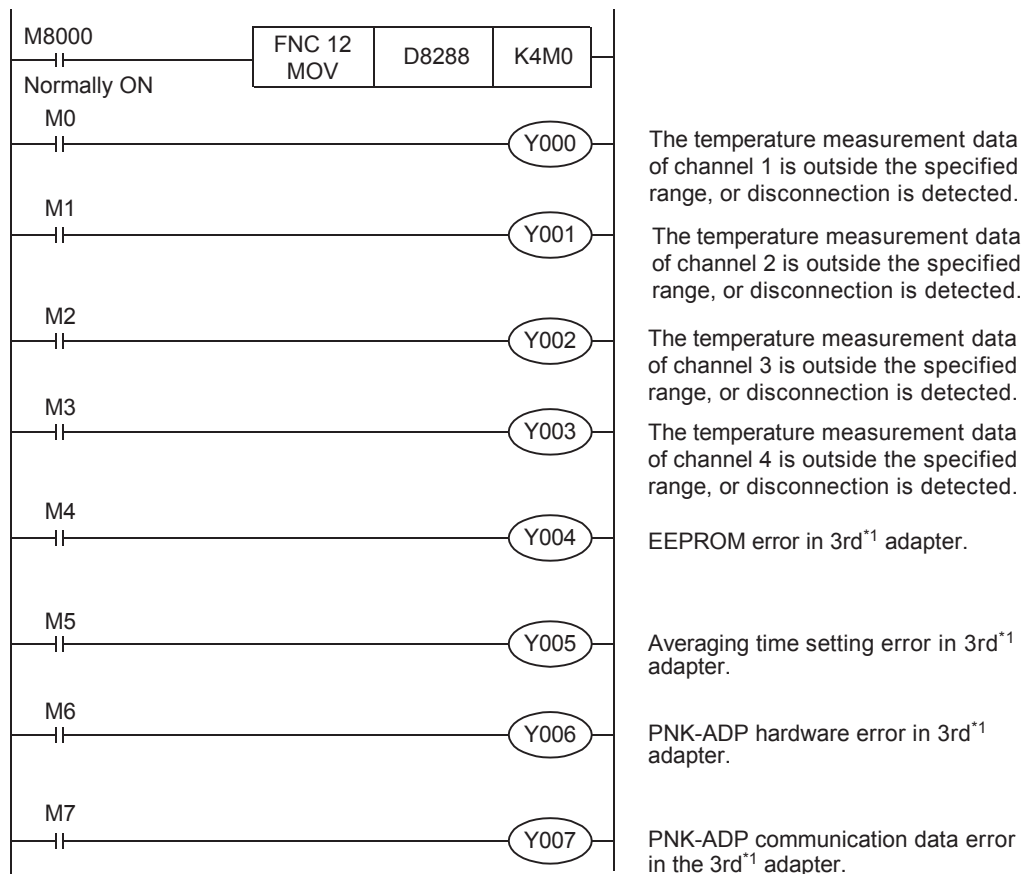 M8000
FNC 12
MOV
D8288
K4M0
Normally ON
M0
Y000
The temperature measurement data
of channel 1 is outside the specified
range, or disconnection is detected.
M1
Y001
The temperature measurement data
of channel 2 is outside the specified
range, or disconnection is detected.
M2
Y002
The temperature measurement data
of channel 3 is outside the specified
range, or disconnection is detected.
M3
Y003
The temperature measurement data
of channel 4 is outside the specified
range, or disconnection is detected.
M4
Y004
EEPROM error in 3rd*1 adapter.
M5
Y005
Averaging time setting error in 3rd*1
adapter.
M6
Y006
PNK-ADP hardware error in 3rd*1
adapter.
M7
Y007
PNK-ADP communication data error
in the 3rd*1 adapter.